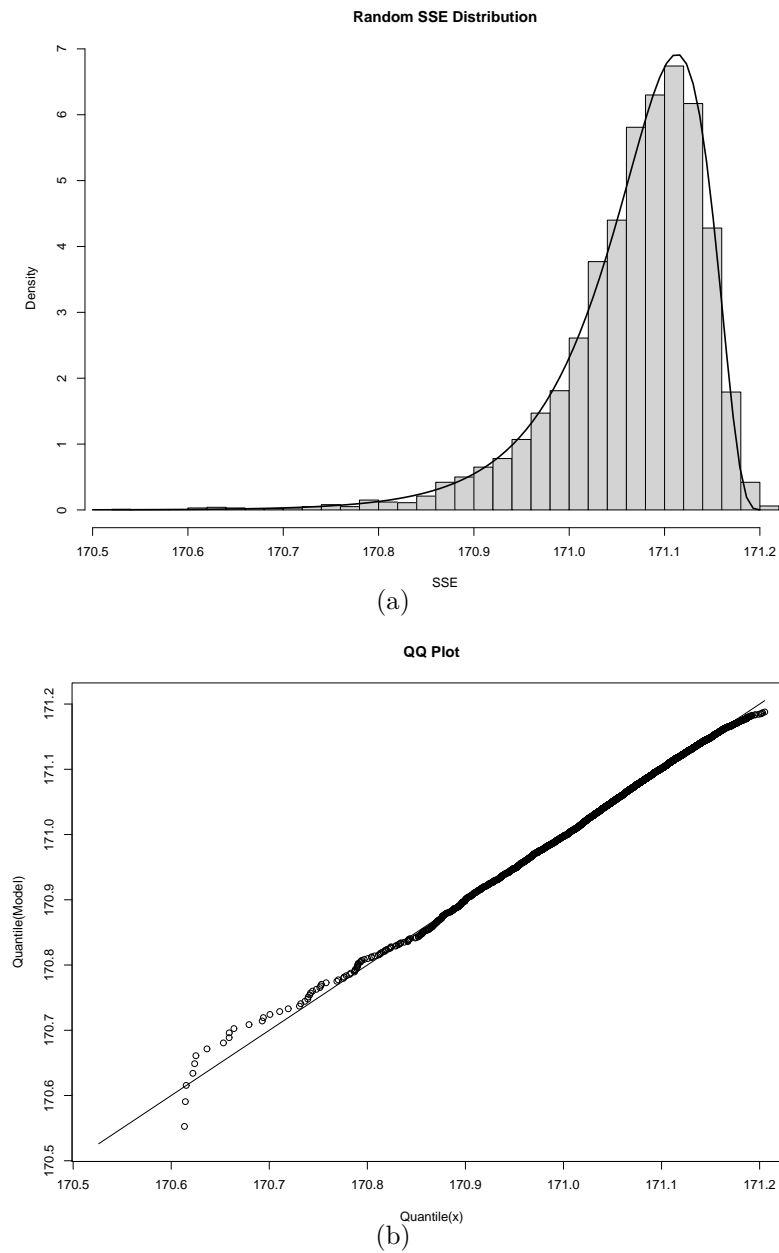 Random SSE Distribution
7
6
5
4
3
2
1
0
Density
170.5 170.6 170.7 170.8 170.9 171.0 171.1 171.2
SSE
(a)
QQ Plot
171.2
171.1
171.0
170.9
170.8
170.7
170.6
170.5
Quantile(Model)
170.5 170.6 170.7 170.8 170.9 171.0 171.1 171.2
Quantile(x)
(b)